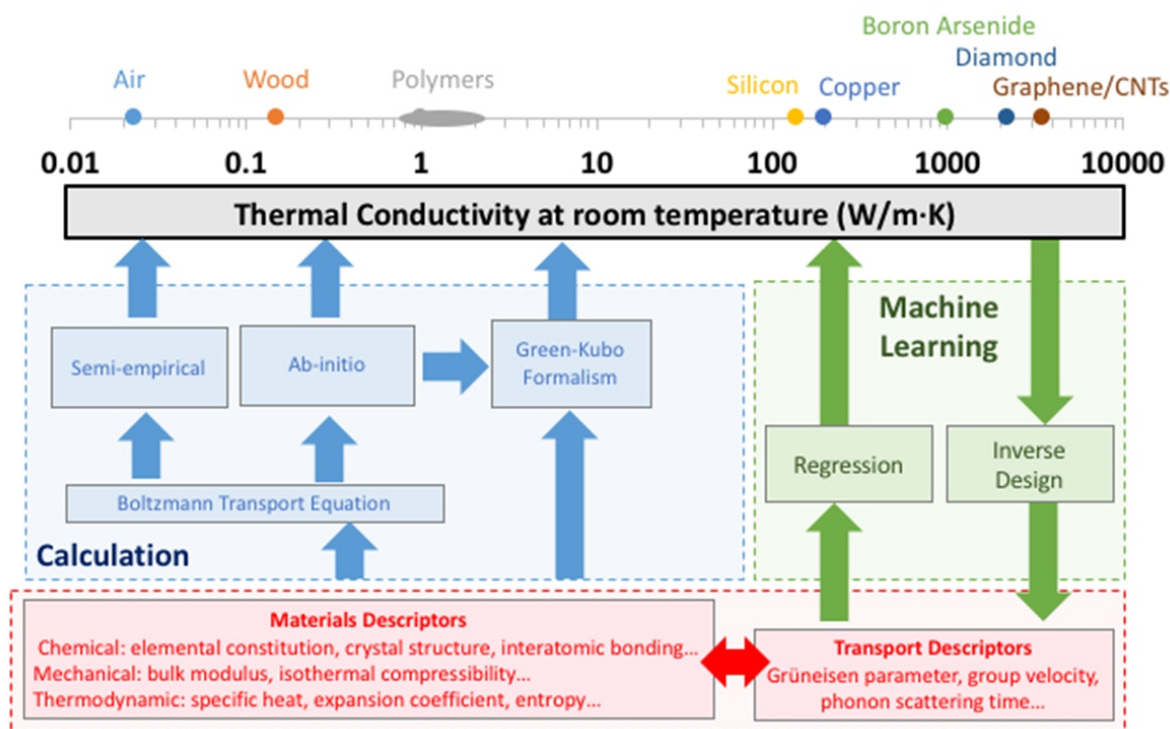 Boron Arsenide
Diamond
Air Wood Polymers Silicon Copper Graphene/CNTs
0.01 0.1 1 10 100 1000 10000
Thermal Conductivity at room temperature (W/m·K)
Machine
Learning
Semi-empirical
Ab-initio
Green-Kubo
Formalism
Regression
Inverse
Design
Boltzmann Transport Equation
Calculation
Materials Descriptors
Chemical: elemental constitution, crystal structure, interatomic bonding...
Mechanical: bulk modulus, isothermal compressibility...
Thermodynamic: specific heat, expansion coefficient, entropy...
Transport Descriptors
Grüneisen parameter, group velocity,
phonon scattering time...